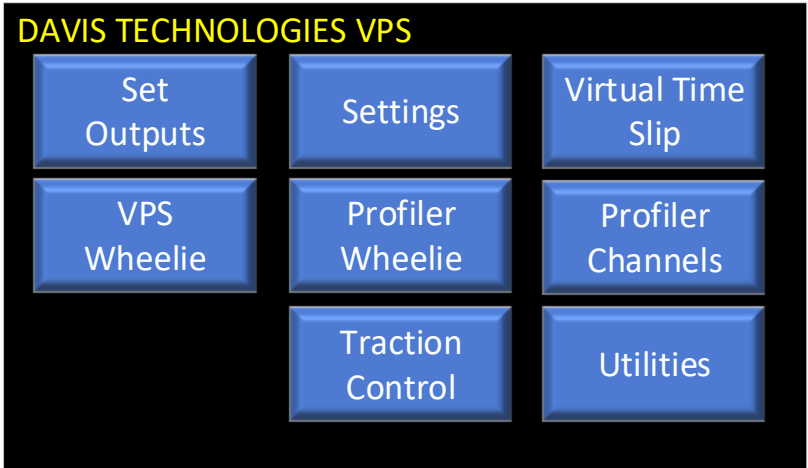 DAVIS TECHNOLOGIES VPS
Set
Outputs
Settings
Virtual Time
Slip
VPS
Wheelie
Profiler
Wheelie
Profiler
Channels
Traction
Control
Utilities